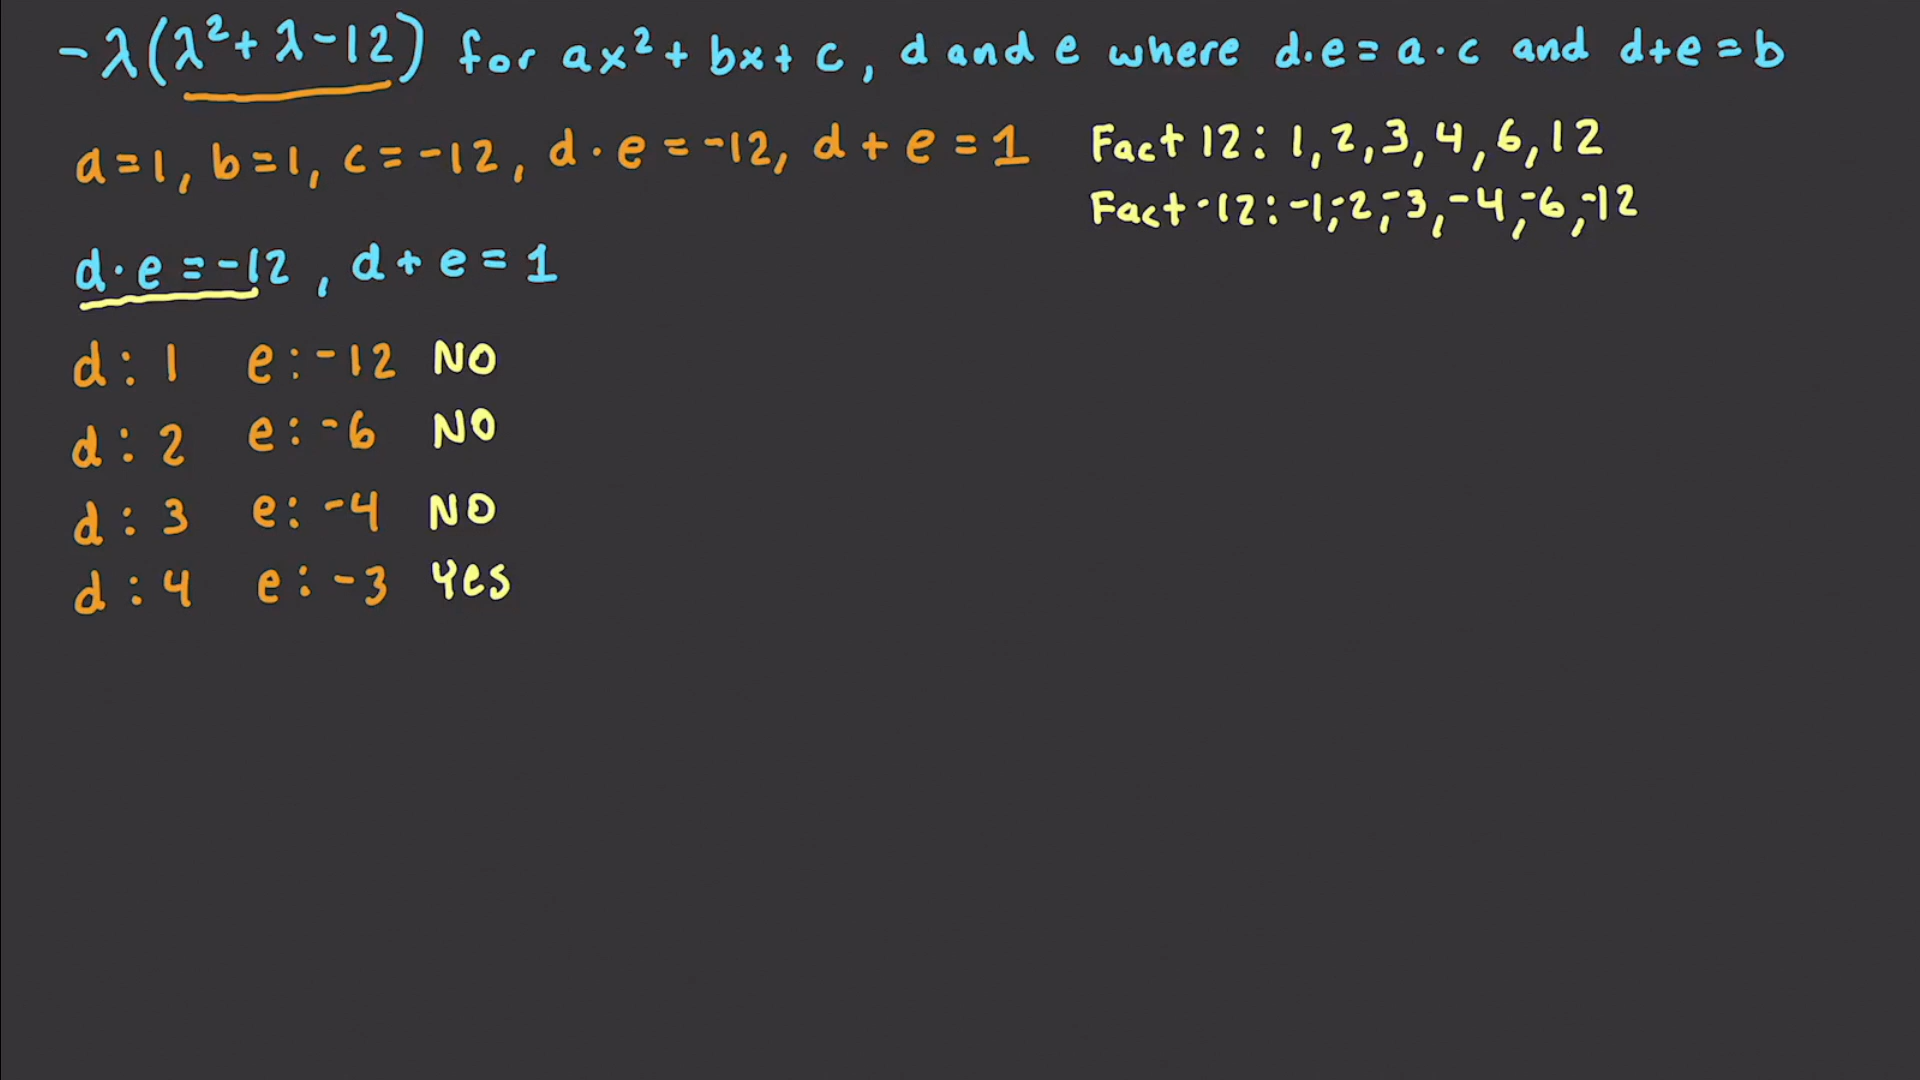 -λ(λ²+λ-12) for ax²+bx+c, d and e where d·e=a·c and d+e=b
a=1, b=1, c=-12, d·e=-12, d+e=1
Fact 12: 1,2,3,4,6,12
Fact -12: -1,-2,-3,-4,-6,-12
d·e=-12, d+e=1
d: 1 e: -12 NO
d: 2 e: -6 NO
d: 3 e: -4 NO
d: 4 e: -3 Yes